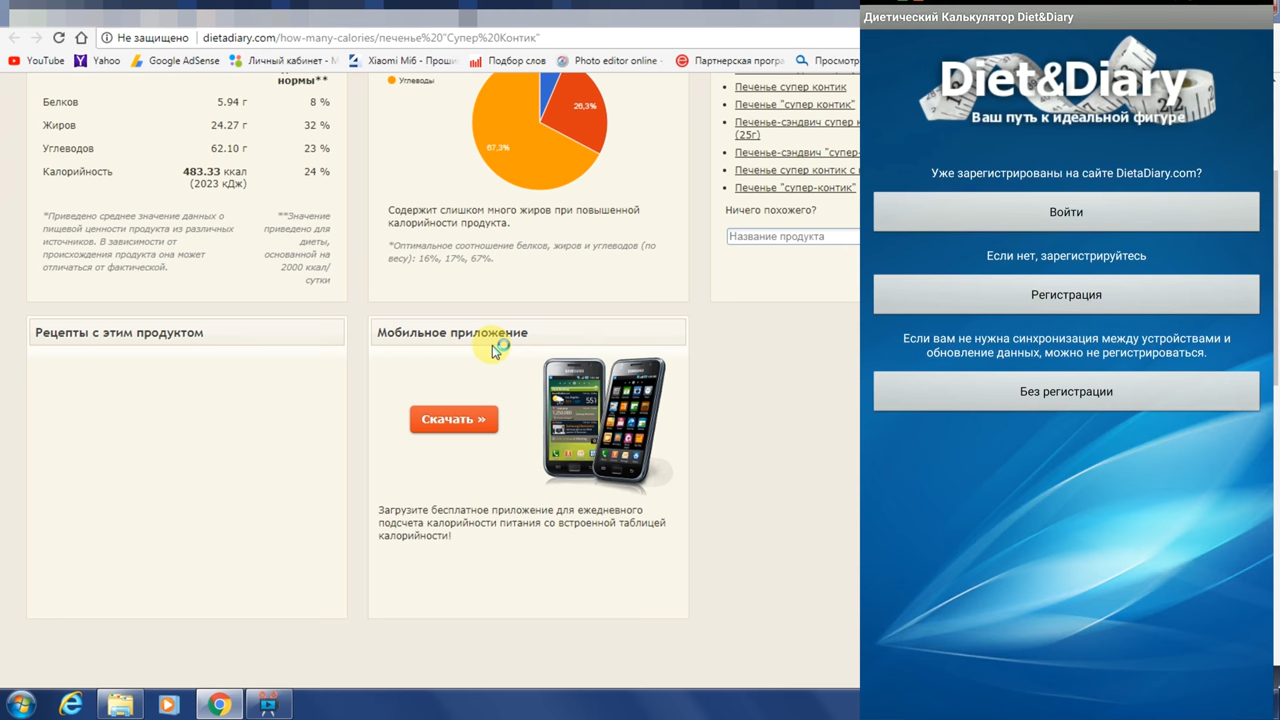 Не защищено
dietadiary.com/how-many-calories/печенье%20"Супер%20Контик"
YouTube
Yahoo
Google AdSense
Личный кабинет - M
Xiaomi Mi6 - Проши
Подбор слов
Photo editor online -
Партнерская програ
Просмотр
нормы**
Белков 5.94 г 8 %
Жиров 24.27 г 32 %
Углеводов 62.10 г 23 %
Калорийность 483.33 ккал 24 %
(2023 кДж)
*Приведено среднее значение данных о
пищевой ценности продукта из различных
источников. В зависимости от
происхождения продукта она может
отличатся от фактической.
**Значение
приведено для
диеты,
основанной на
2000 ккал/
сутки
Углеводы
26,3%
67,3%
Содержит слишком много жиров при повышенной
калорийности продукта.
*Оптимальное соотношение белков, жиров и углеводов (по
весу): 16%, 17%, 67%.
Печенье супер контик
Печенье "супер контик"
Печенье-сэндвич супер к
(25г)
Печенье-сэндвич "супер-
Печенье супер контик с
Печенье "супер-контик"
Ничего похожего?
Название продукта
Рецепты с этим продуктом
Мобильное приложение
Скачать »
Загрузите бесплатное приложение для ежедневного
подсчета калорийности питания со встроенной таблицей
калорийности!
Диетический Калькулятор Diet&Diary
Diet&Diary
Ваш путь к идеальной фигуре
Уже зарегистрированы на сайте DietaDiary.com?
Войти
Если нет, зарегистрируйтесь
Регистрация
Если вам не нужна синхронизация между устройствами и
обновление данных, можно не регистрироваться.
Без регистрации